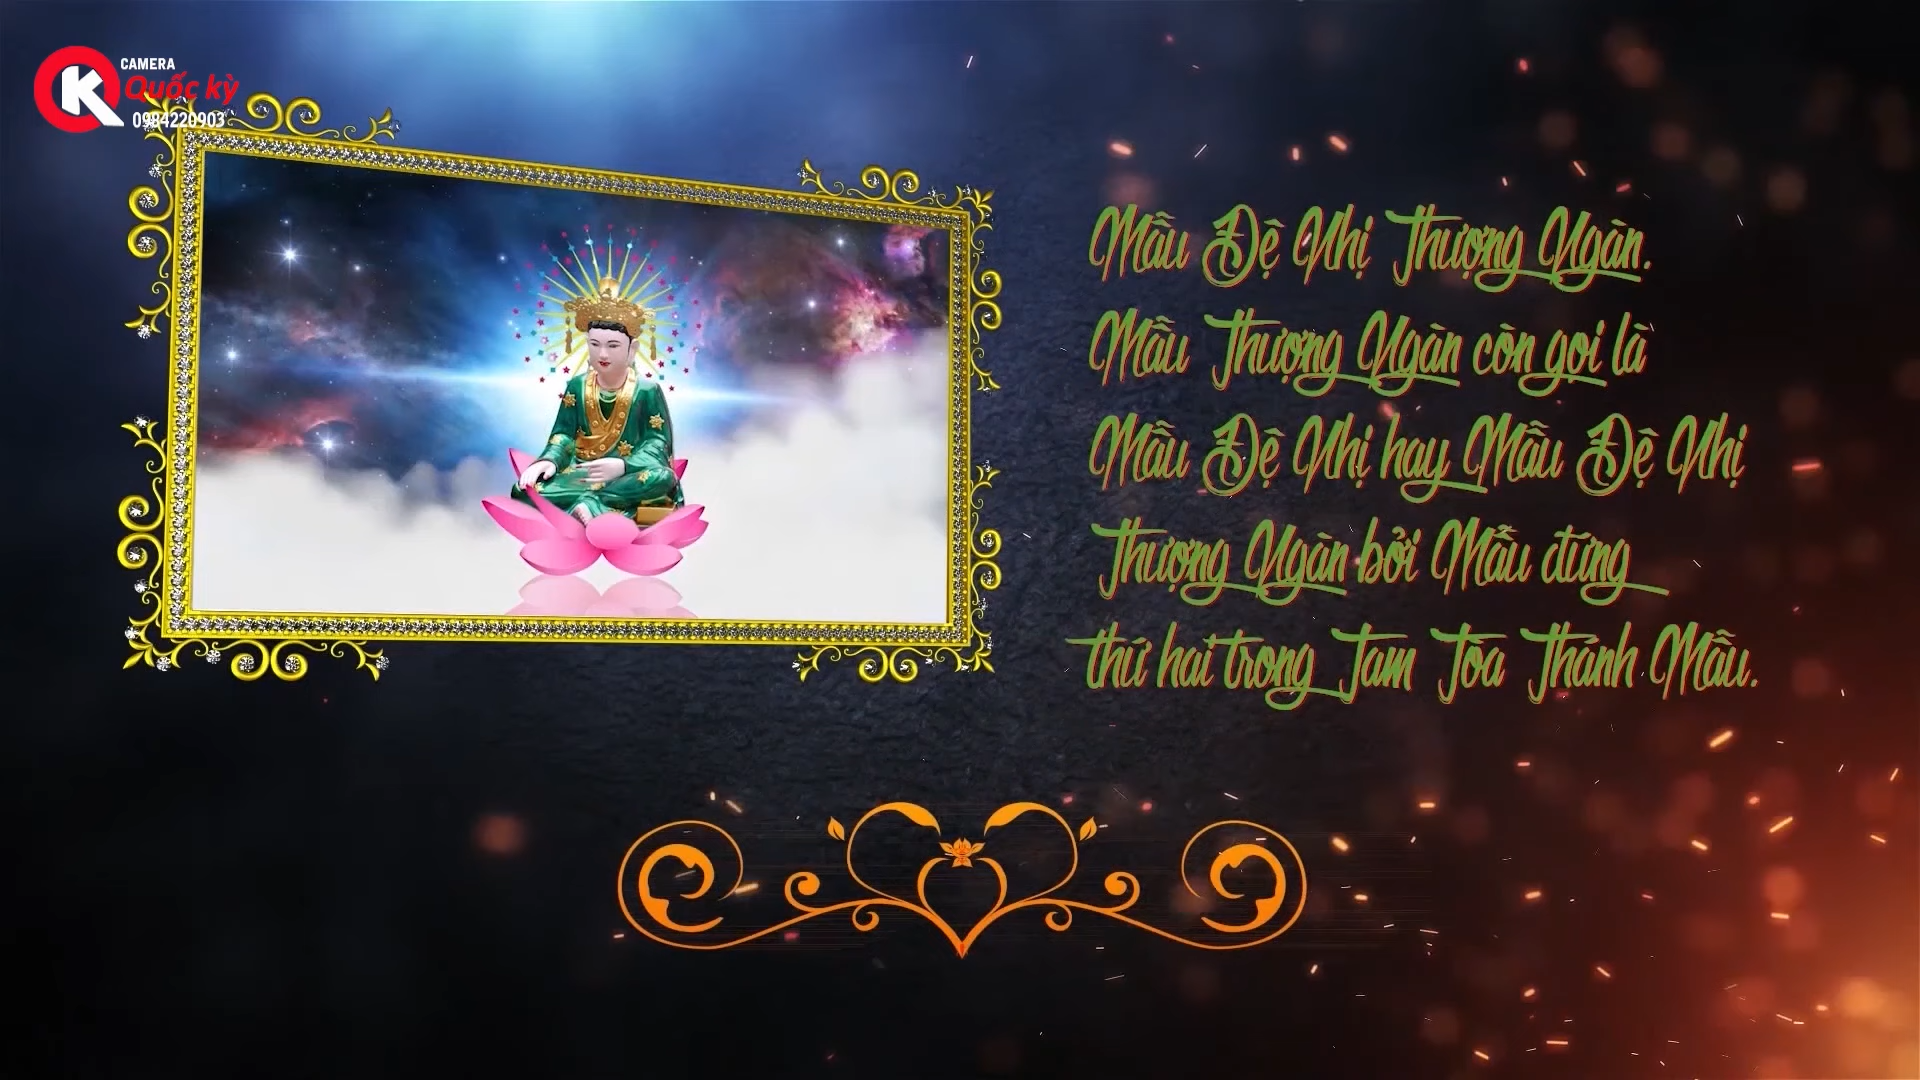 CAMERA
Quốc kỳ
0984220903
Mẫu Đệ Nhị Thượng Ngàn.
Mẫu Thượng Ngàn còn gọi là
Mẫu Đệ Nhị hay Mẫu Đệ Nhị
Thượng Ngàn bởi Mẫu đứng
thứ hai trong Tam Tòa Thánh Mẫu.